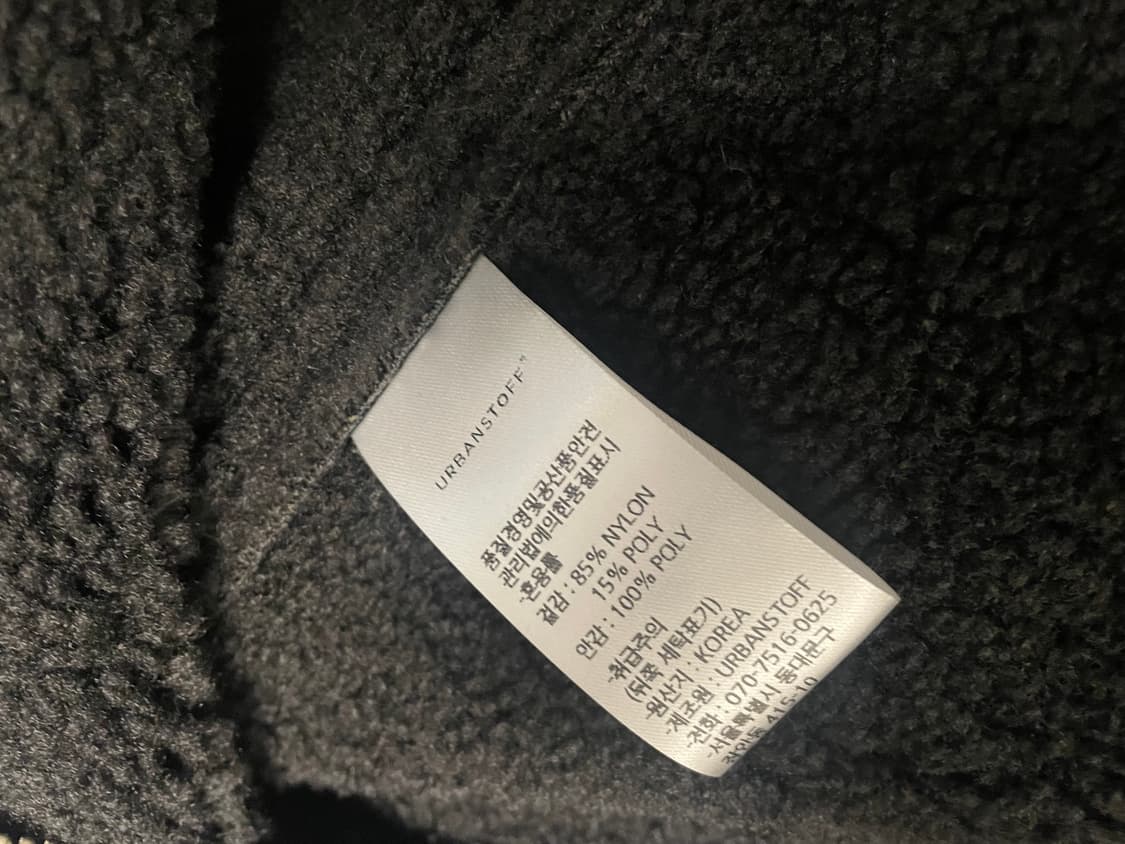 URBANSTOFF
품질경영및공산품안전
관리법에의한품질표시
-혼용률
겉감 : 85% NYLON
15% POLY
안감 : 100% POLY
-취급주의
(뒤쪽 세탁표기)
-원산지 : KOREA
-제조원 : URBANSTOFF
-전화 : 070-7516-0625
-서울특별시 동대문구